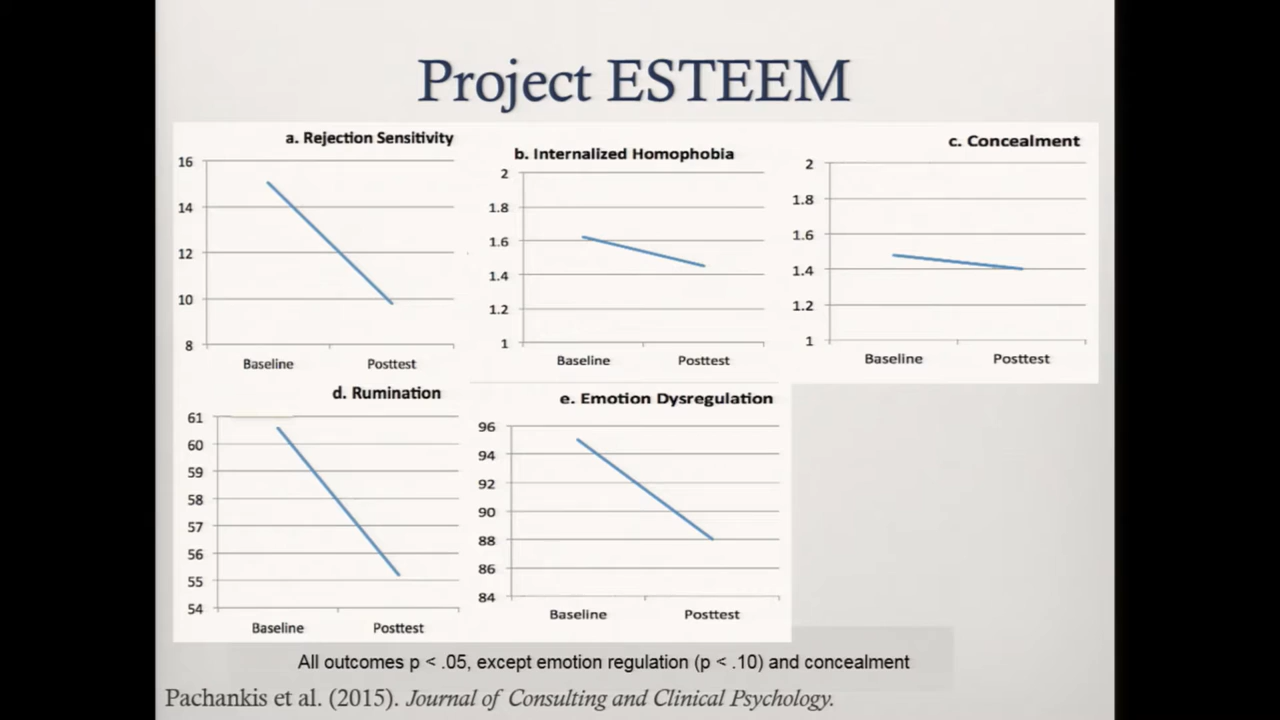 Project ESTEEM
a. Rejection Sensitivity
16
14
12
10
8
Baseline Posttest
b. Internalized Homophobia
2
1.8
1.6
1.4
1.2
1
Baseline Posttest
c. Concealment
2
1.8
1.6
1.4
1.2
1
Baseline Posttest
d. Rumination
61
60
59
58
57
56
55
54
Baseline Posttest
e. Emotion Dysregulation
96
94
92
90
88
86
84
Baseline Posttest
All outcomes p < .05, except emotion regulation (p < .10) and concealment
Pachankis et al. (2015). Journal of Consulting and Clinical Psychology.